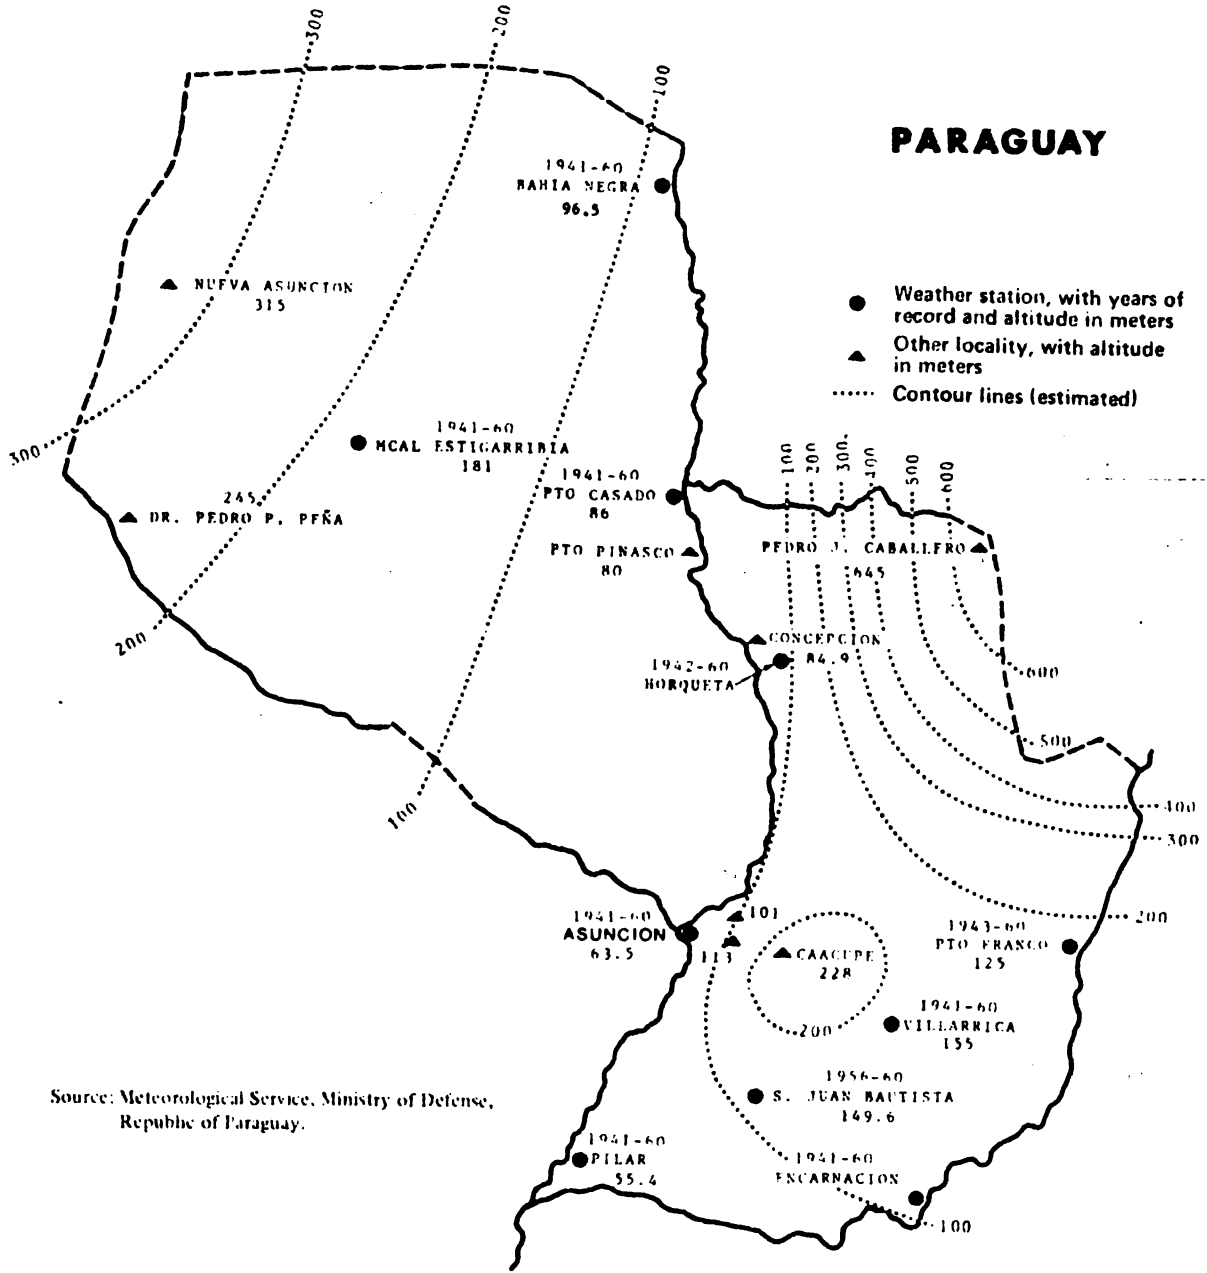 300
200
100
PARAGUAY
1941-60
BAHIA NEGRA
96.5
NUEVA ASUNCION
315
Weather station, with years of
record and altitude in meters
Other locality, with altitude
in meters
Contour lines (estimated)
300
1941-60
MCAL ESTIGARRIBIA
181
1941-60
PTO CASADO
86
100
200
300.
400
500
600
245
DR. PEDRO P. PEÑA
PTO PINASCO
80
PEDRO J. CABALLERO
645
200
CONCEPCION
84.9
1942-60
HORQUETA
600
500
100
400
300
200
1941-60
ASUNCION
63.5
101
113
CAACUPE
228
200
1943-60
PTO FRANCO
125
1941-60
VILLARRICA
155
1956-60
S. JUAN BAUTISTA
149.6
Source: Meteorological Service, Ministry of Defense,
Republic of Paraguay.
1941-60
PILAR
55.4
1941-60
ENCARNACION
100